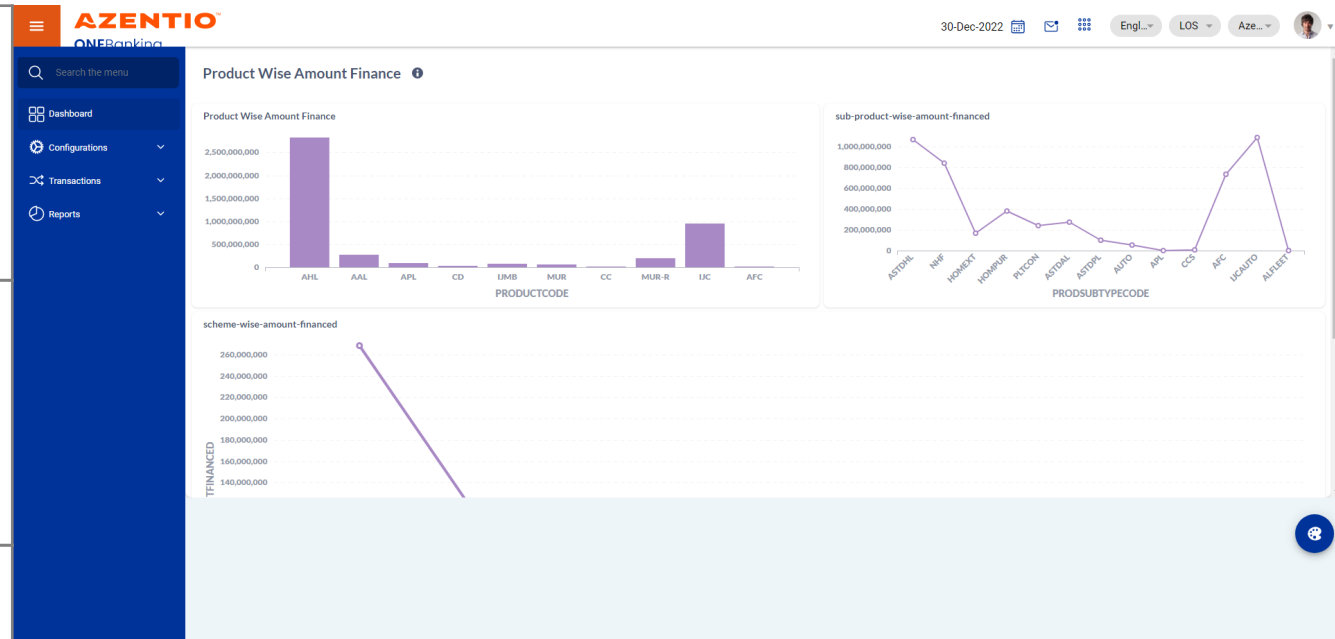 AZENTIO™
ONEBanking
30-Dec-2022
Engl...
LOS
Aze...
Search the menu
Dashboard
Configurations
Transactions
Reports
Product Wise Amount Finance
Product Wise Amount Finance
2,500,000,000
2,000,000,000
1,500,000,000
1,000,000,000
500,000,000
0
AHL AAL APL CD IJMB MUR CC MUR-R IJC AFC
PRODUCTCODE
sub-product-wise-amount-financed
1,000,000,000
800,000,000
600,000,000
400,000,000
200,000,000
0
ASTDHL NHF HOMEXT HOMPUR PLTCON ASTDAL ASTDPL AUTO APL CCS AFC IJCAUTO ALFLEET
PRODSUBTYPECODE
scheme-wise-amount-financed
260,000,000
240,000,000
220,000,000
200,000,000
180,000,000
160,000,000
140,000,000
TFINANCED